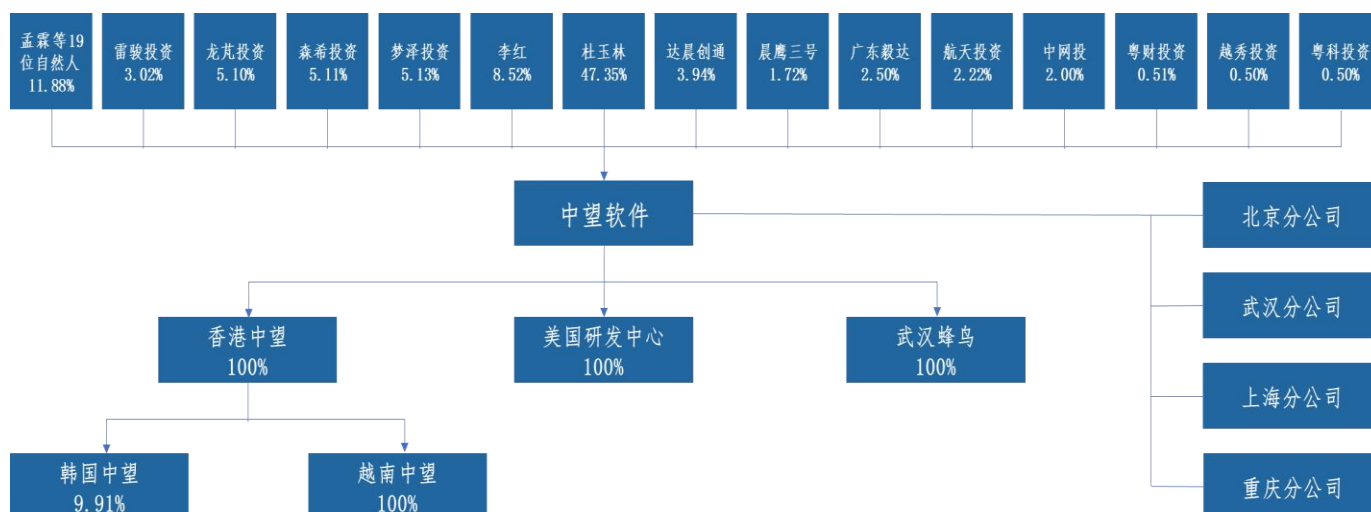 孟霖等19
位自然人
11.88%
雷骏投资
3.02%
龙芃投资
5.10%
森希投资
5.11%
梦泽投资
5.13%
李红
8.52%
杜玉林
47.35%
达晨创通
3.94%
晨鹰三号
1.72%
广东毅达
2.50%
航天投资
2.22%
中网投
2.00%
粤财投资
0.51%
越秀投资
0.50%
粤科投资
0.50%
中望软件
北京分公司
武汉分公司
上海分公司
重庆分公司
香港中望
100%
美国研发中心
100%
武汉蜂鸟
100%
韩国中望
9.91%
越南中望
100%